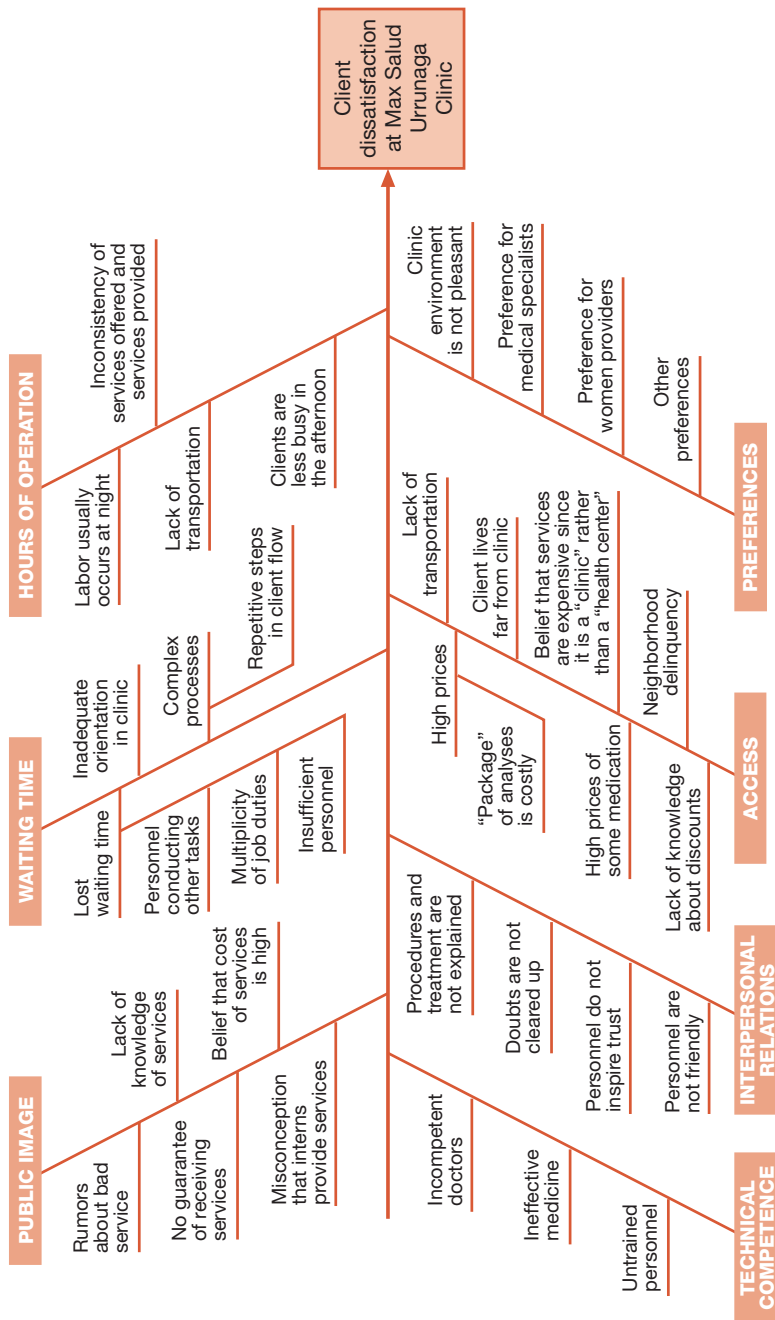 PUBLIC IMAGE
Rumors
about bad
service
Lack of
knowledge
of services
No guarantee
of receiving
services
Belief that cost
of services
is high
Misconception
that interns
provide services
WAITING TIME
Lost
waiting time
Inadequate
orientation
in clinic
Personnel
conducting
other tasks
Complex
processes
Multiplicity
of job duties
Repetitive steps
in client flow
Insufficient
personnel
HOURS OF OPERATION
Labor usually
occurs at night
Inconsistency of
services offered and
services provided
Lack of
transportation
Clients are
less busy in
the afternoon
Client
dissatisfaction
at Max Salud
Urrunaga
Clinic
Incompetent
doctors
Ineffective
medicine
Untrained
personnel
TECHNICAL
COMPETENCE
Procedures and
treatment are
not explained
Doubts are not
cleared up
Personnel do not
inspire trust
Personnel are
not friendly
INTERPERSONAL
RELATIONS
High prices
Lack of
transportation
“Package”
of analyses
is costly
Client lives
far from clinic
Belief that services
are expensive since
it is a “clinic” rather
than a “health center”
High prices of
some medication
Neighborhood
delinquency
Lack of knowledge
about discounts
ACCESS
Clinic
environment
is not pleasant
Preference for
medical specialists
Preference for
women providers
Other
preferences
PREFERENCES